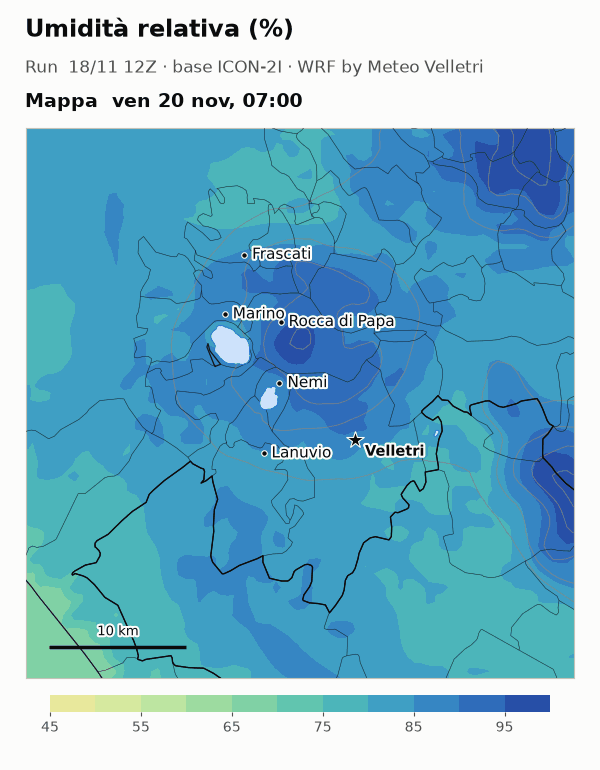 Umidità relativa (%)
Run  18/11 12Z · base ICON-2I · WRF by Meteo Velletri
Mappa  ven 20 nov, 07:00
Frascati
Marino
Rocca di Papa
Nemi
Velletri
Lanuvio
10 km
45 55 65 75 85 95